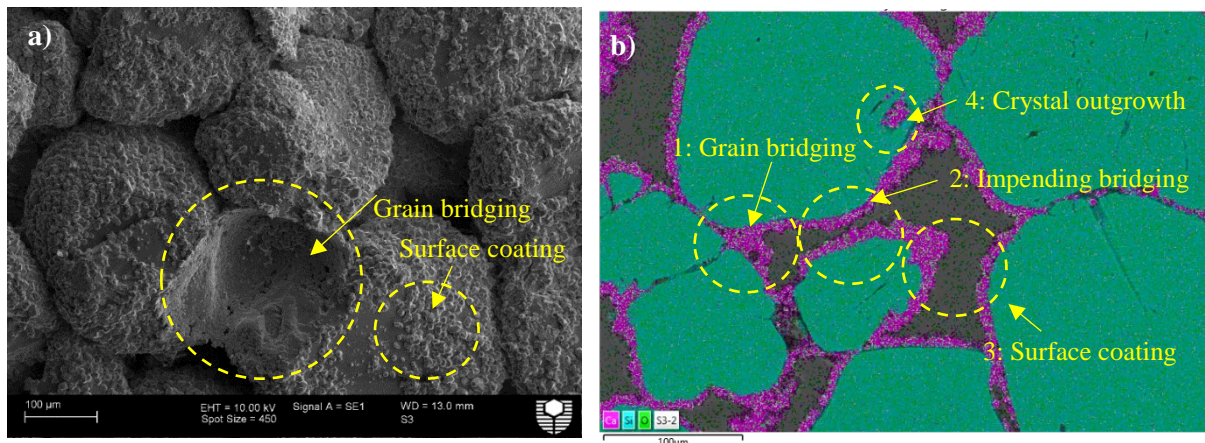 a)
Grain bridging
Surface coating
100 µm
EHT = 10.00 kV
Signal A = SE1
WD = 13.0 mm
Spot Size = 450
S3
b)
4: Crystal outgrowth
1: Grain bridging
2: Impending bridging
3: Surface coating
Ca Si O S3-2
100µm